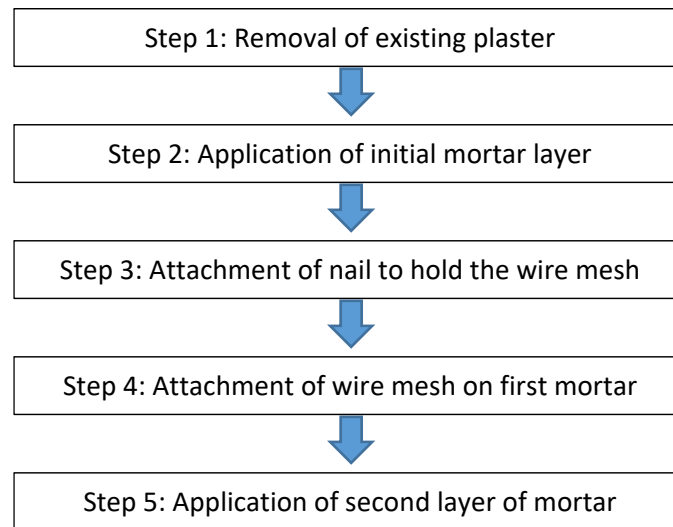 Step 1: Removal of existing plaster
Step 2: Application of initial mortar layer
Step 3: Attachment of nail to hold the wire mesh
Step 4: Attachment of wire mesh on first mortar
Step 5: Application of second layer of mortar